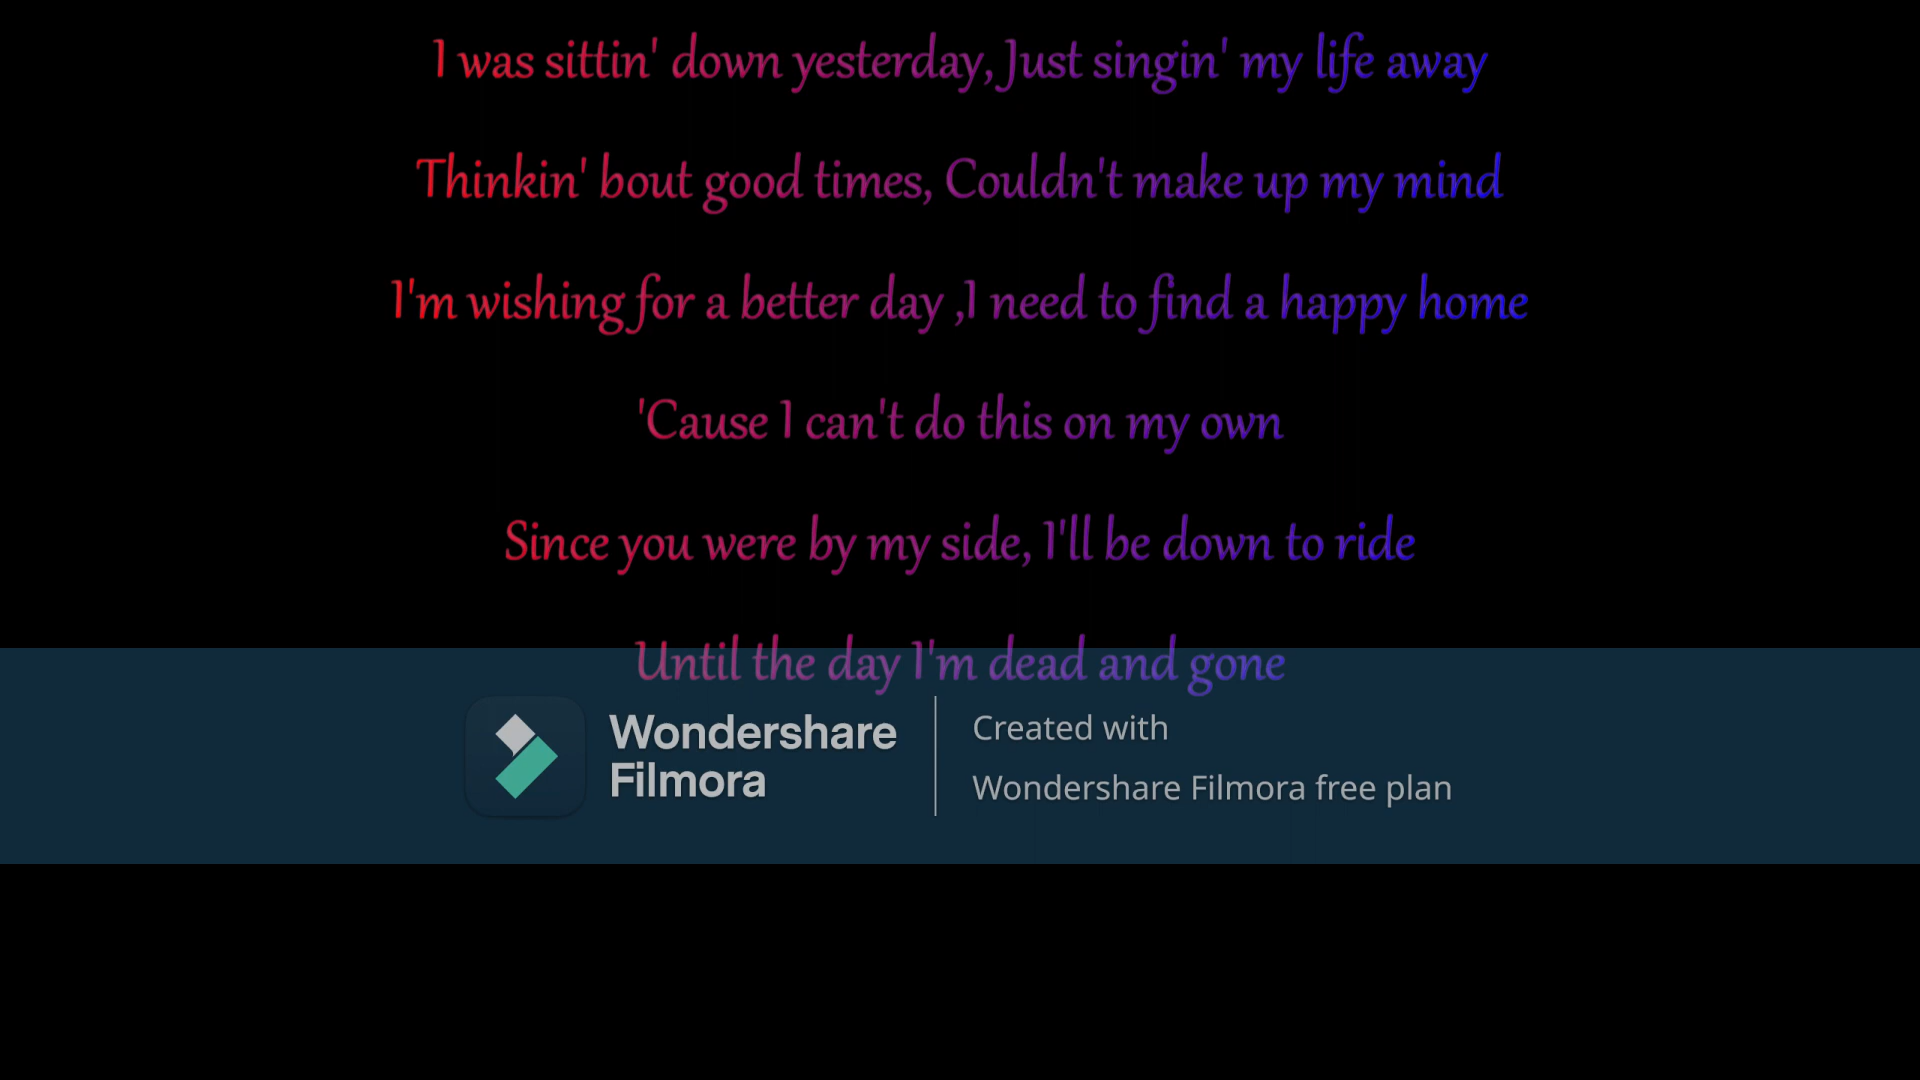 I was sittin' down yesterday, Just singin' my life away
Thinkin' bout good times, Couldn't make up my mind
I'm wishing for a better day ,I need to find a happy home
'Cause I can't do this on my own
Since you were by my side, I'll be down to ride
Until the day I'm dead and gone
Wondershare
Filmora
Created with
Wondershare Filmora free plan